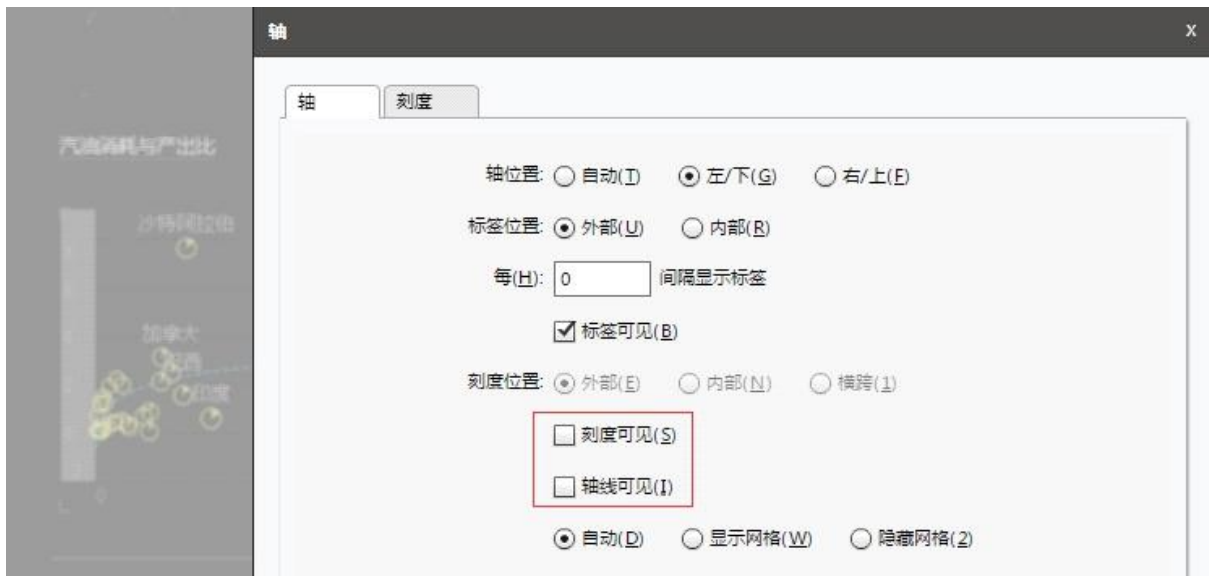 轴 x
轴 刻度
汽油消耗与产出比
轴位置: 自动(T) 左/下(G) 右/上(F)
沙特阿拉伯
标签位置: 外部(U) 内部(R)
每(H): 0 间隔显示标签
加拿大
标签可见(B)
刻度位置: 外部(E) 内部(N) 横跨(1)
印度
刻度可见(S)
轴线可见(I)
0
自动(D) 显示网格(W) 隐藏网格(2)